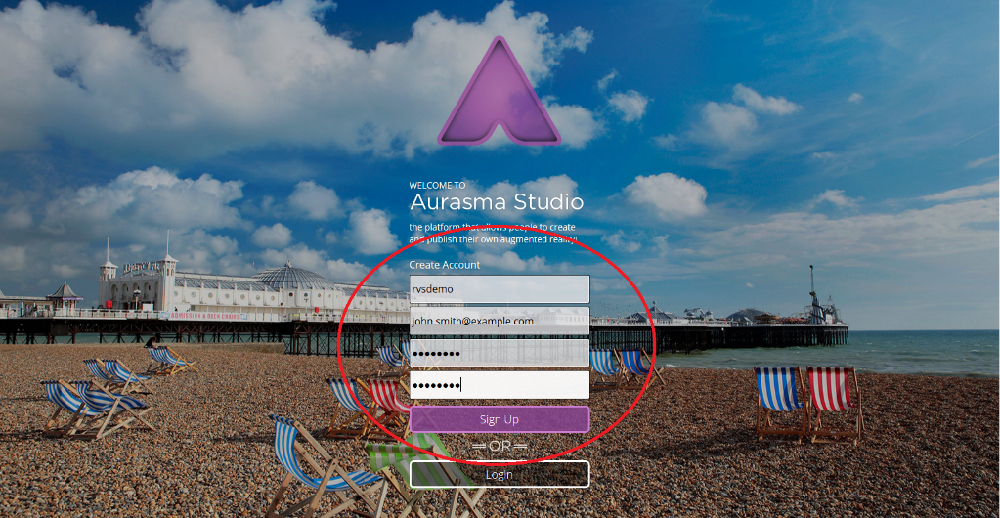 WELCOME TO
Aurasma Studio
the platform that allows people to create
and publish their own augmented reality!
Create Account
rvsdemo
john.smith@example.com
••••••••
••••••••
Sign Up
OR
Login